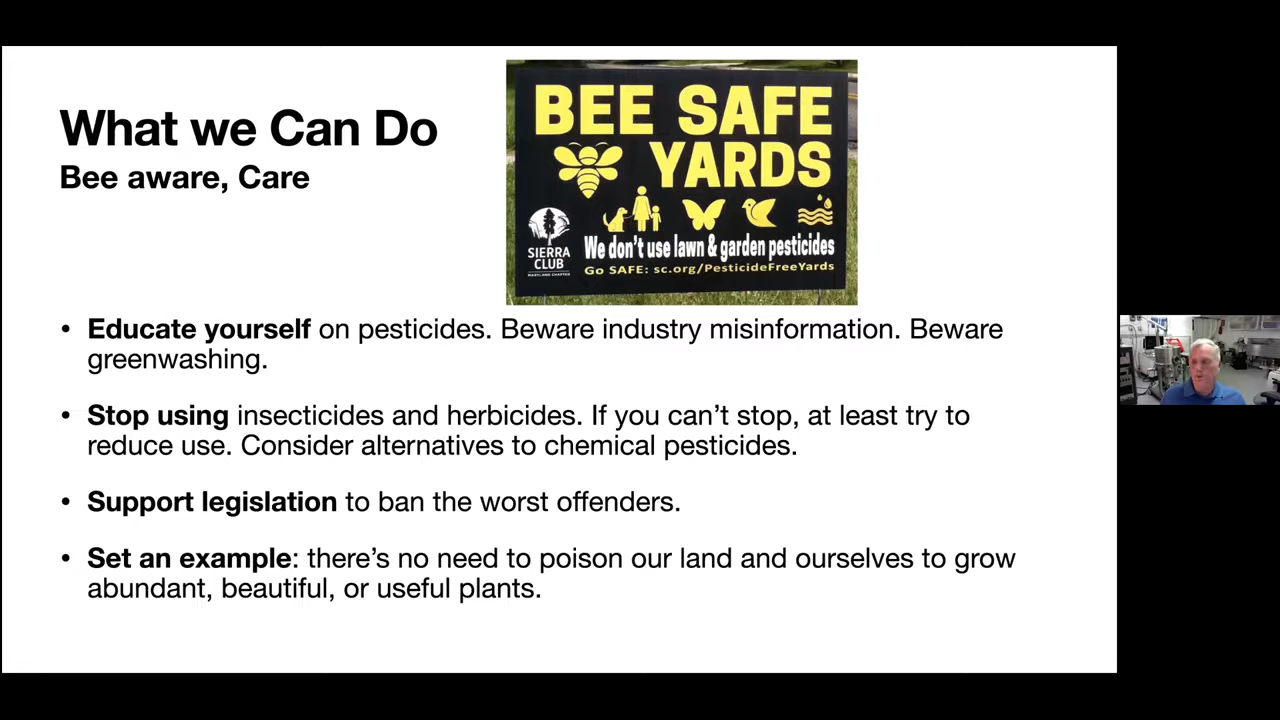 What we Can Do
Bee aware, Care
BEE SAFE
YARDS
SIERRA
CLUB
MARYLAND CHAPTER
We don't use lawn & garden pesticides
Go SAFE: sc.org/PesticideFreeYards
• Educate yourself on pesticides. Beware industry misinformation. Beware
greenwashing.
• Stop using insecticides and herbicides. If you can’t stop, at least try to
reduce use. Consider alternatives to chemical pesticides.
• Support legislation to ban the worst offenders.
• Set an example: there’s no need to poison our land and ourselves to grow
abundant, beautiful, or useful plants.